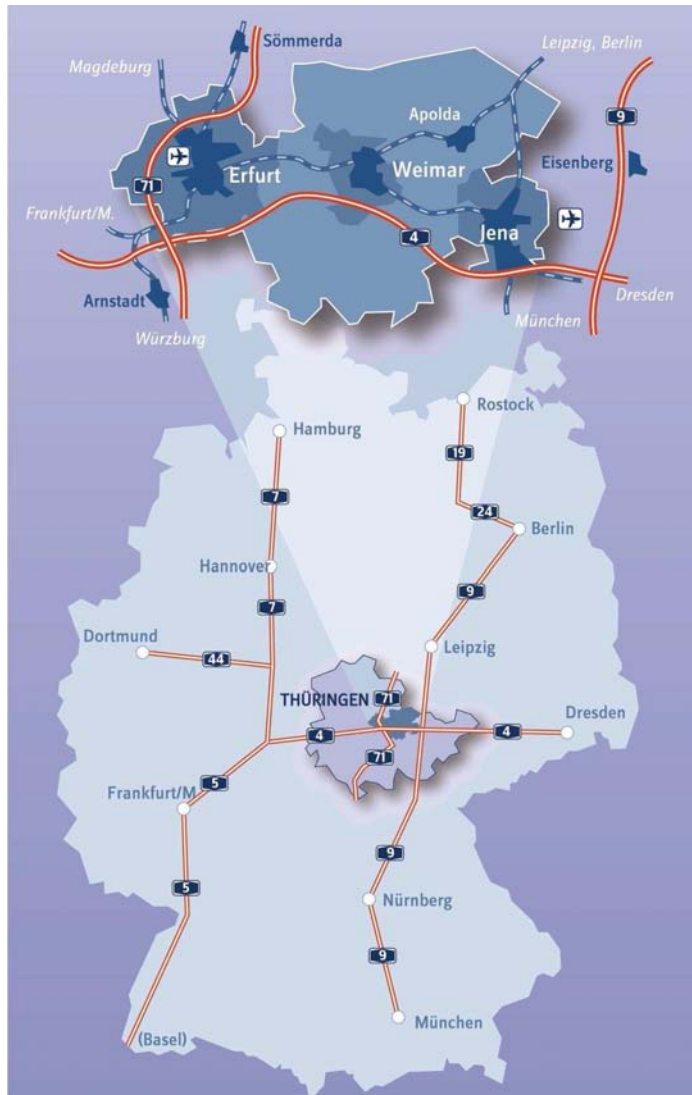 Sömmerda
Leipzig, Berlin
Magdeburg
Apolda
9
Eisenberg
Erfurt
Weimar
71
Frankfurt/M.
Jena
4
Arnstadt
Dresden
München
Würzburg
Rostock
Hamburg
19
7
24
Berlin
Hannover
9
7
Dortmund
44
Leipzig
THÜRINGEN
71
Dresden
4
4
71
5
Frankfurt/M
9
5
Nürnberg
9
München
(Basel)